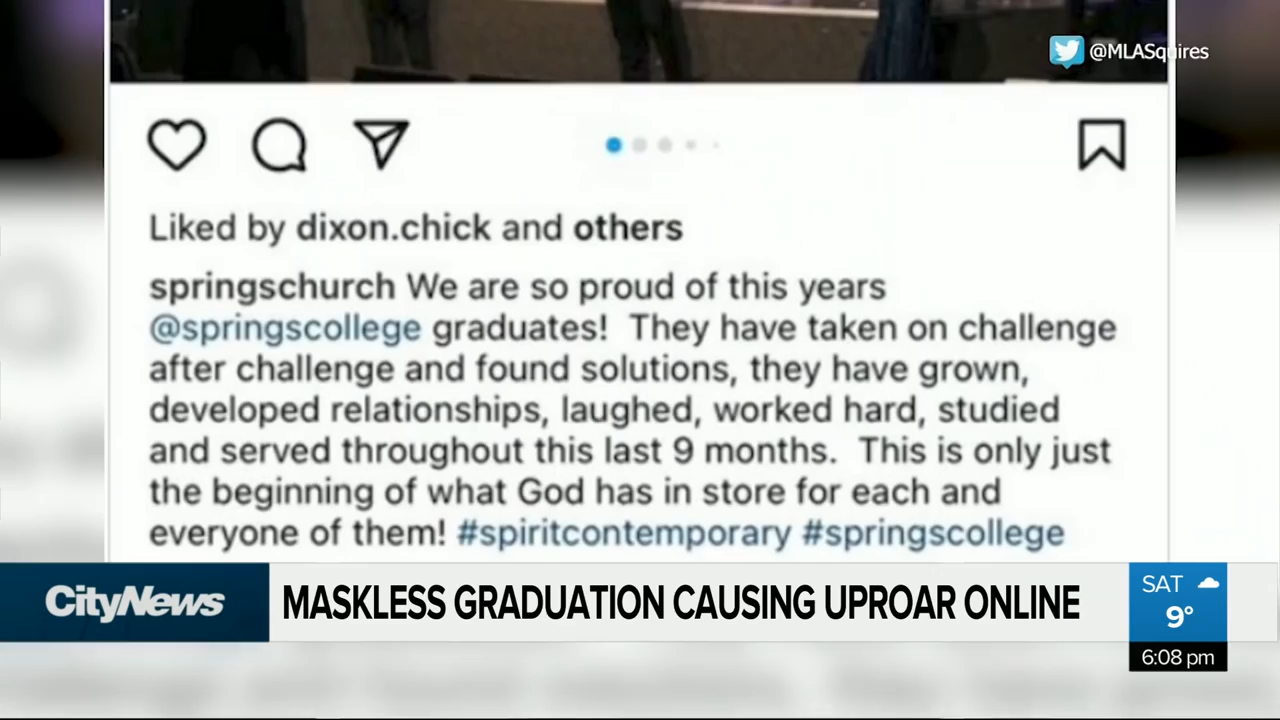 @MLASquires
Liked by dixon.chick and others
springschurch We are so proud of this years
@springscollege graduates!  They have taken on challenge
after challenge and found solutions, they have grown,
developed relationships, laughed, worked hard, studied
and served throughout this last 9 months.  This is only just
the beginning of what God has in store for each and
everyone of them! #spiritcontemporary #springscollege
CityNews
MASKLESS GRADUATION CAUSING UPROAR ONLINE
SAT
9°
6:08 pm